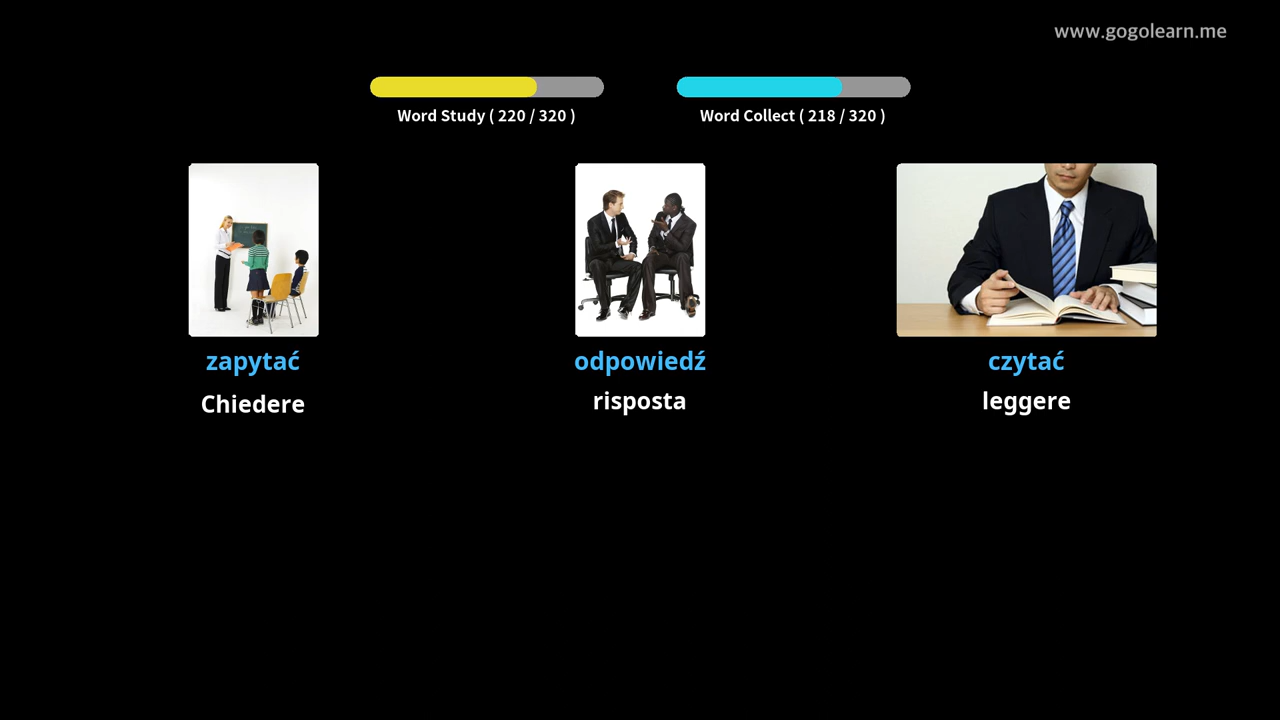 www.gogolearn.me
Word Study ( 220 / 320 )
Word Collect ( 218 / 320 )
zapytać
Chiedere
odpowiedź
risposta
czytać
leggere